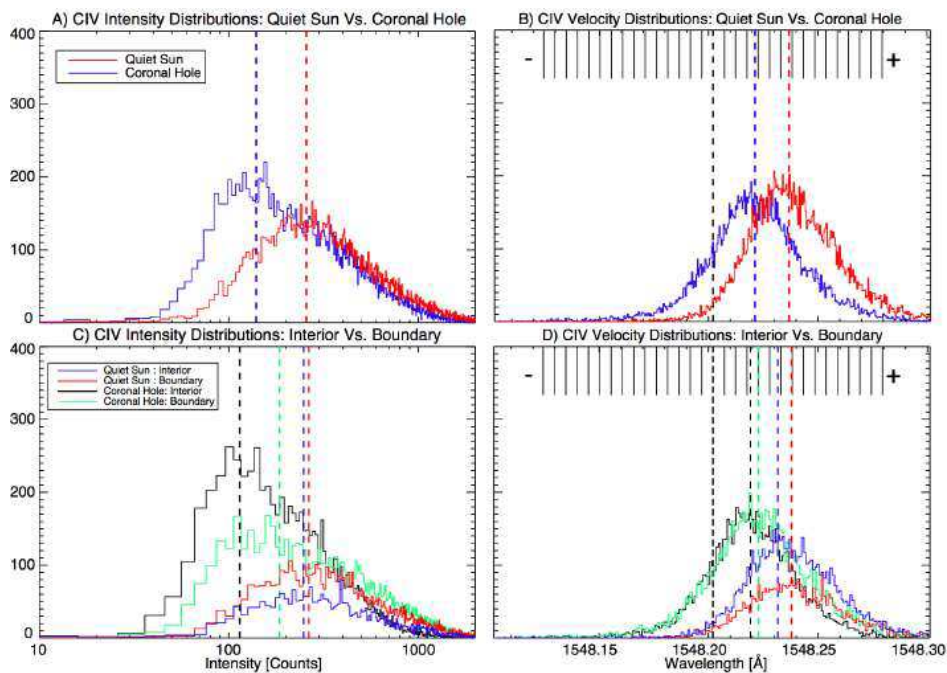 A) CIV Intensity Distributions: Quiet Sun Vs. Coronal Hole
B) CIV Velocity Distributions: Quiet Sun Vs. Coronal Hole
400
300
200
100
0
Quiet Sun
Coronal Hole
-
+
C) CIV Intensity Distributions: Interior Vs. Boundary
D) CIV Velocity Distributions: Interior Vs. Boundary
400
300
200
100
0
Quiet Sun : Interior
Quiet Sun : Boundary
Coronal Hole: Interior
Coronal Hole: Boundary
-
+
10
100
1000
Intensity [Counts]
1548.15
1548.20
1548.25
1548.30
Wavelength [Å]